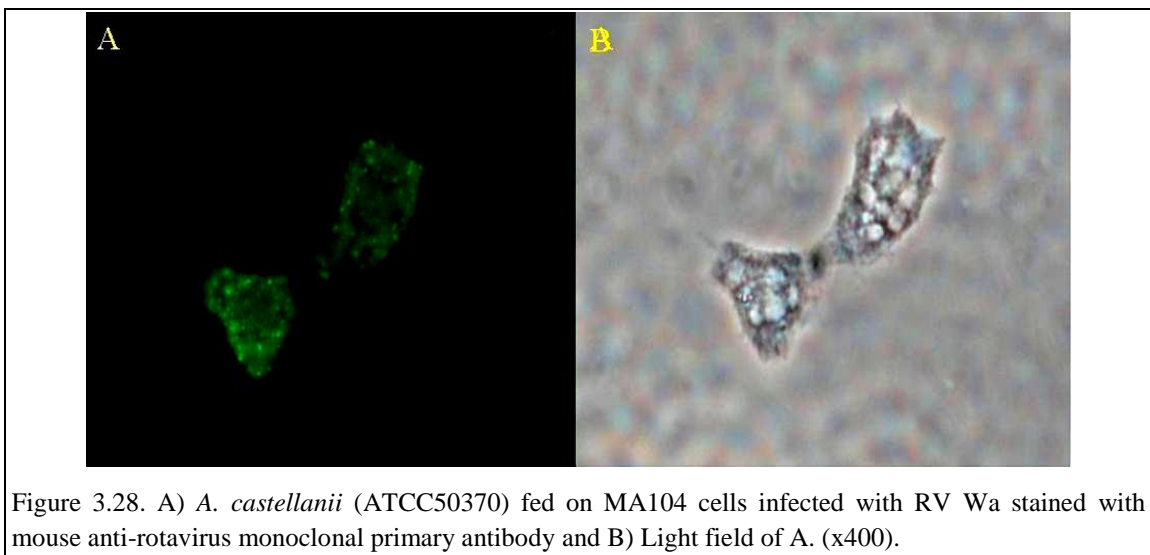 A
B
Figure 3.28. A) A. castellanii (ATCC50370) fed on MA104 cells infected with RV Wa stained with
mouse anti-rotavirus monoclonal primary antibody and B) Light field of A. (x400).